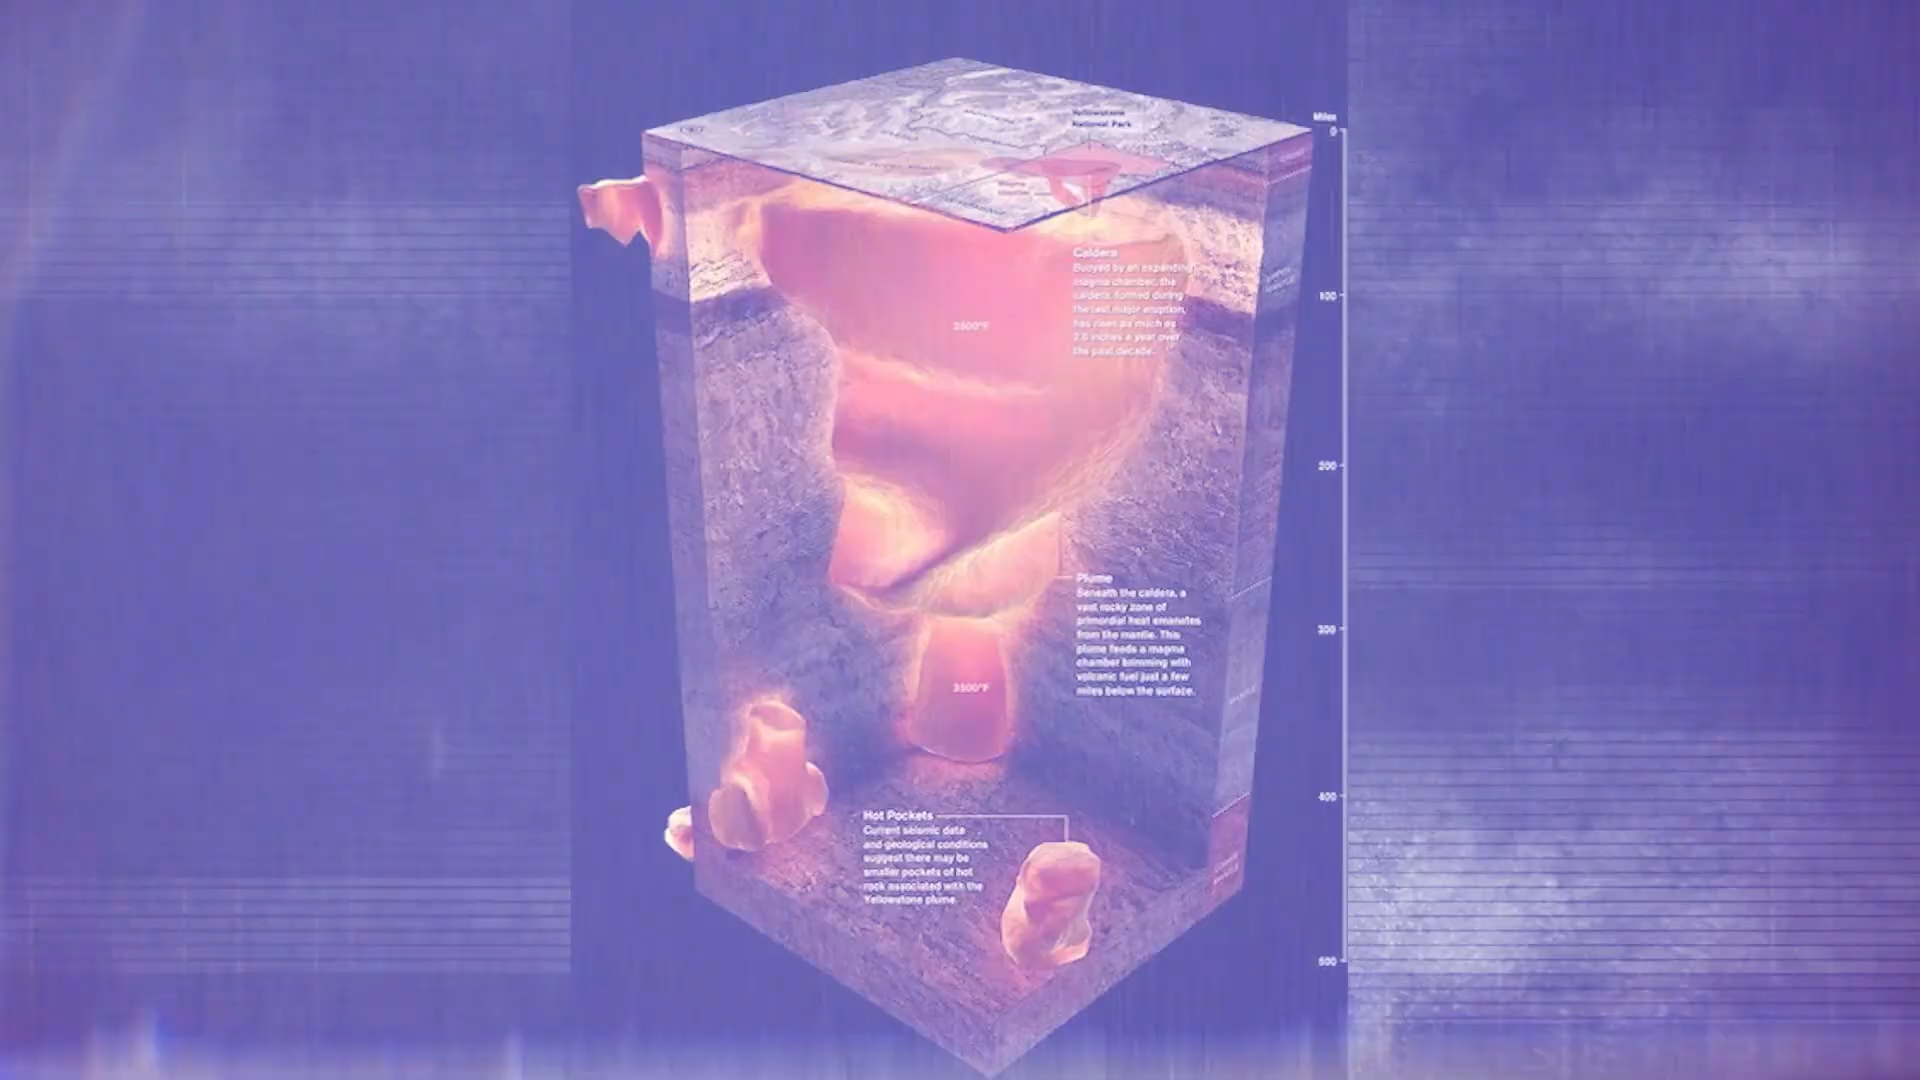 Yellowstone
National Park
Miles
0
Magma
chamber
Caldera
Buoyed by an expanding
magma chamber, the
caldera, formed during
the last major eruption,
has risen as much as
2.8 inches a year over
the past decade.
100
2500°F
200
Plume
Beneath the caldera, a
vast rocky zone of
primordial heat emanates
from the mantle. This
plume feeds a magma
chamber brimming with
volcanic fuel just a few
miles below the surface.
300
3500°F
MANTLE
400
Hot Pockets
Current seismic data
and geological conditions
suggest there may be
smaller pockets of hot
rock associated with the
Yellowstone plume.
500